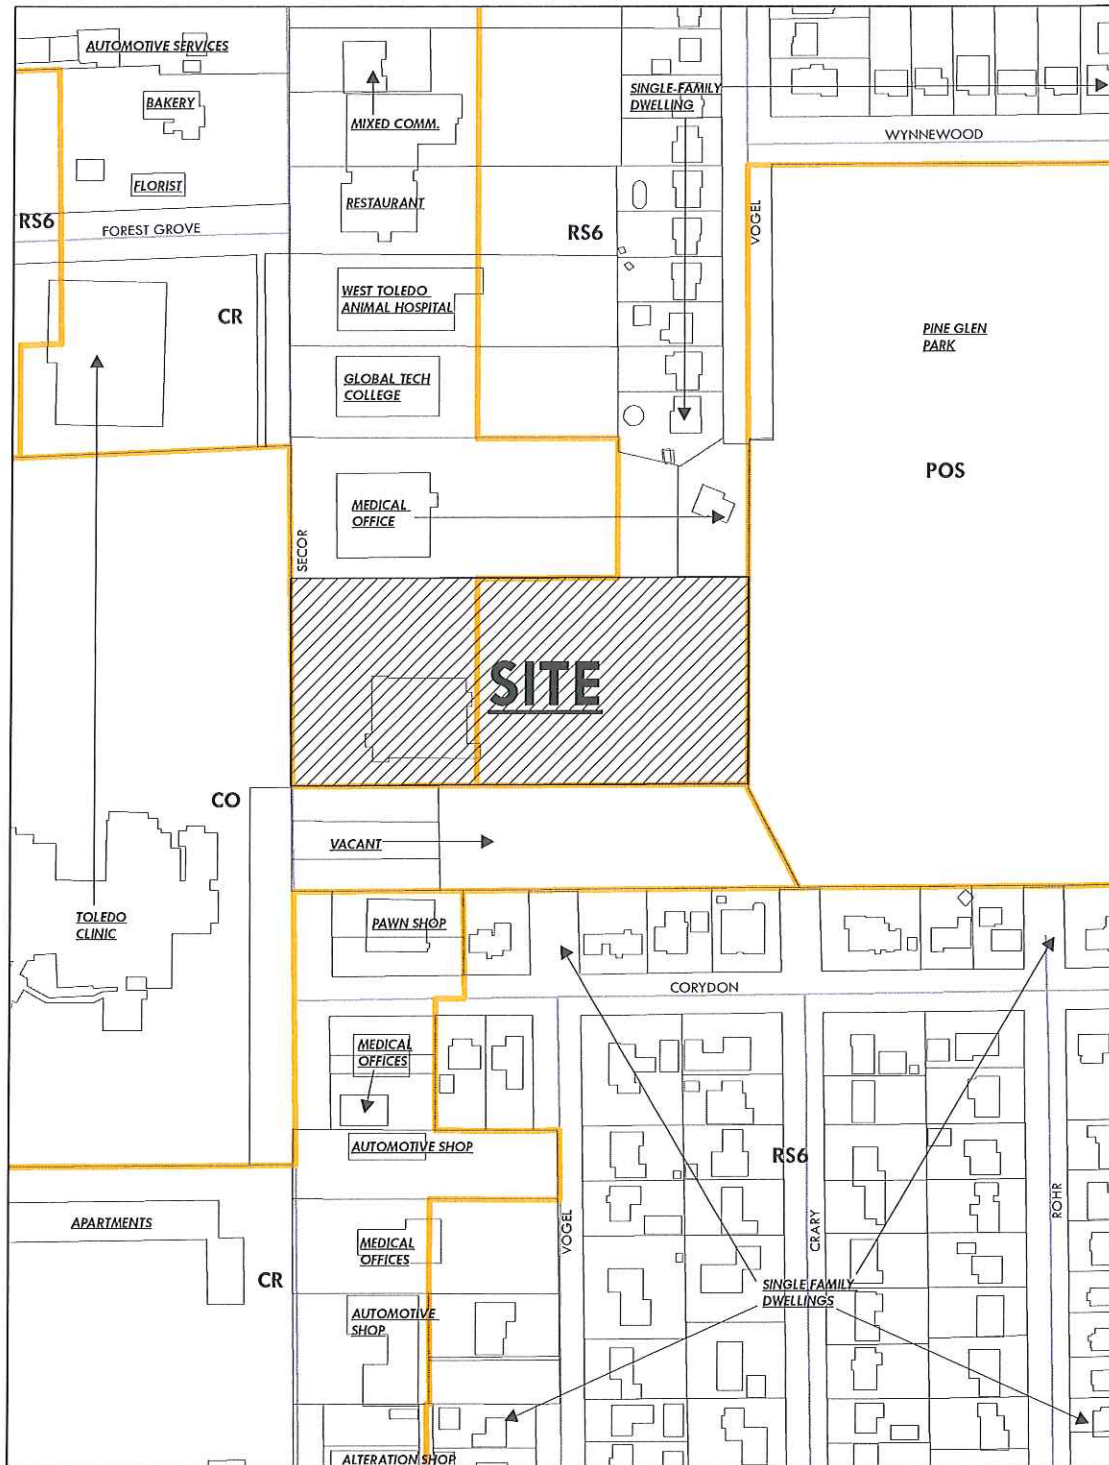 AUTOMOTIVE SERVICES
BAKERY
MIXED COMM.
SINGLE-FAMILY
DWELLING
WYNNEWOOD
FLORIST
RESTAURANT
RS6
FOREST GROVE
RS6
VOGEL
WEST TOLEDO
ANIMAL HOSPITAL
CR
PINE GLEN
PARK
GLOBAL TECH
COLLEGE
POS
MEDICAL
OFFICE
SECOR
SITE
CO
VACANT
TOLEDO
CLINIC
PAWN SHOP
CORYDON
MEDICAL
OFFICES
AUTOMOTIVE SHOP
RS6
ROHR
APARTMENTS
VOGEL
CRARY
MEDICAL
OFFICES
CR
SINGLE FAMILY
DWELLINGS
AUTOMOTIVE
SHOP
ALTERATION SHOP